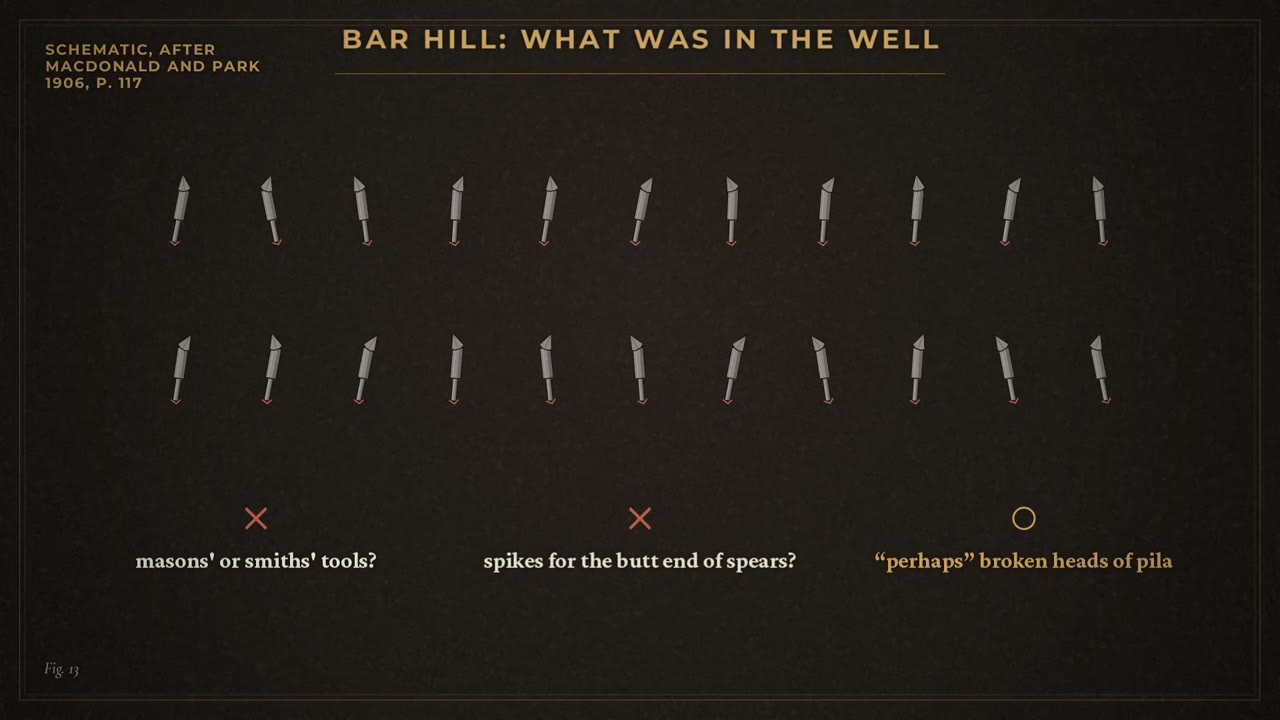 BAR HILL: WHAT WAS IN THE WELL
SCHEMATIC, AFTER
MACDONALD AND PARK
1906, P. 117
masons' or smiths' tools?
spikes for the butt end of spears?
“perhaps” broken heads of pila
Fig. 13